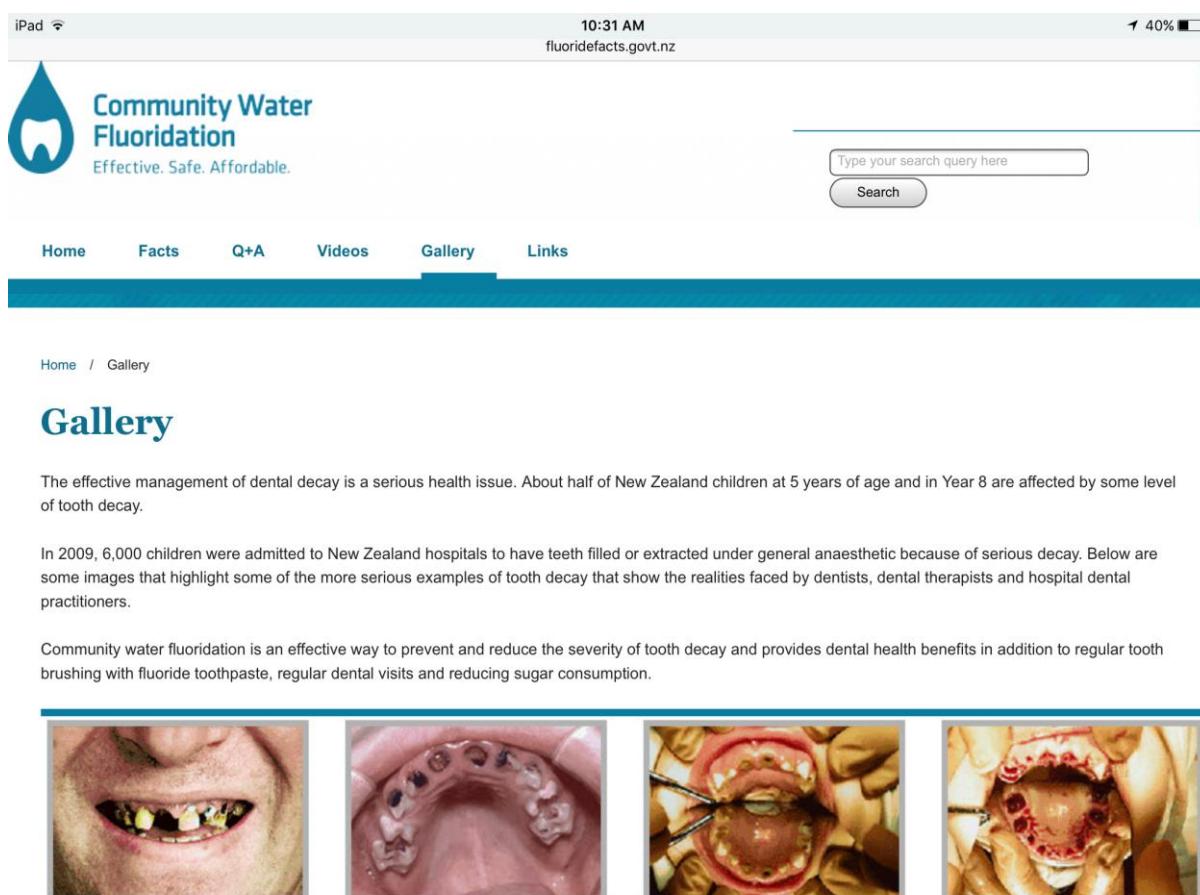 iPad 10:31 AM 40%
fluoridefacts.govt.nz
Community Water
Fluoridation
Effective. Safe. Affordable.
Type your search query here
Search
Home Facts Q+A Videos Gallery Links
Home / Gallery
Gallery
The effective management of dental decay is a serious health issue. About half of New Zealand children at 5 years of age and in Year 8 are affected by some level
of tooth decay.
In 2009, 6,000 children were admitted to New Zealand hospitals to have teeth filled or extracted under general anaesthetic because of serious decay. Below are
some images that highlight some of the more serious examples of tooth decay that show the realities faced by dentists, dental therapists and hospital dental
practitioners.
Community water fluoridation is an effective way to prevent and reduce the severity of tooth decay and provides dental health benefits in addition to regular tooth
brushing with fluoride toothpaste, regular dental visits and reducing sugar consumption.